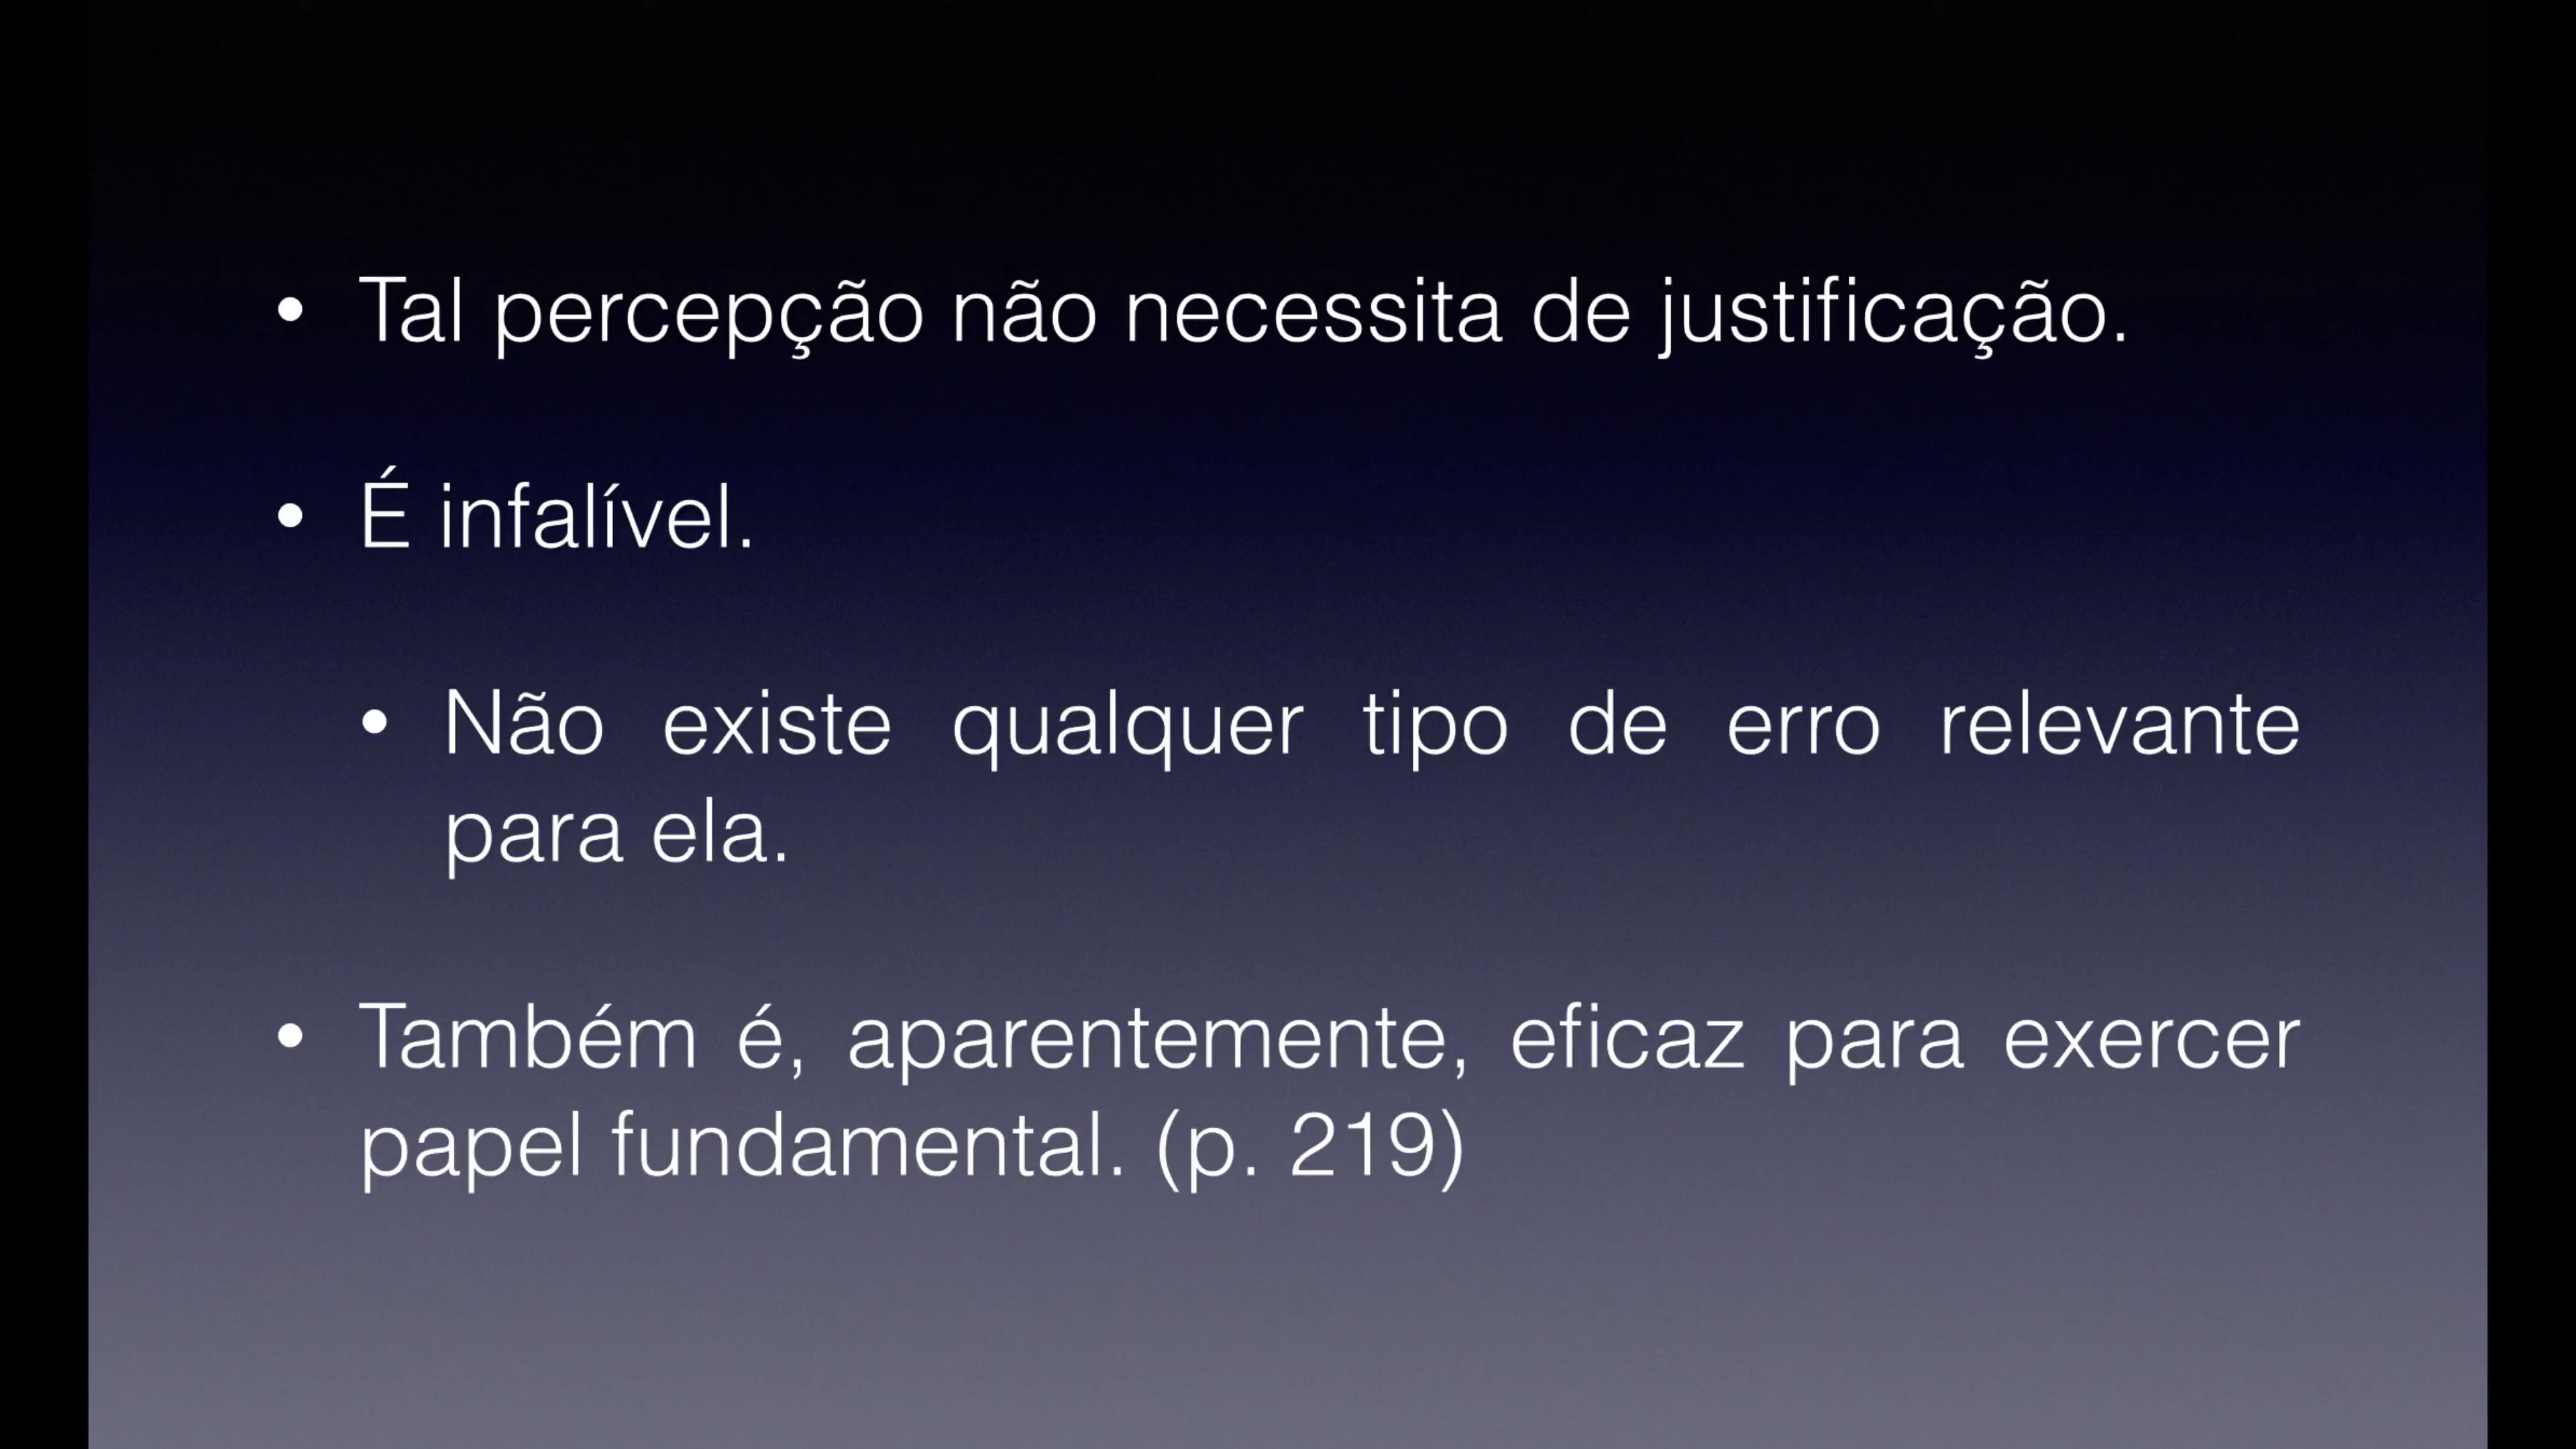 • Tal percepção não necessita de justificação.
• É infalível.
• Não existe qualquer tipo de erro relevante
para ela.
• Também é, aparentemente, eficaz para exercer
papel fundamental. (p. 219)